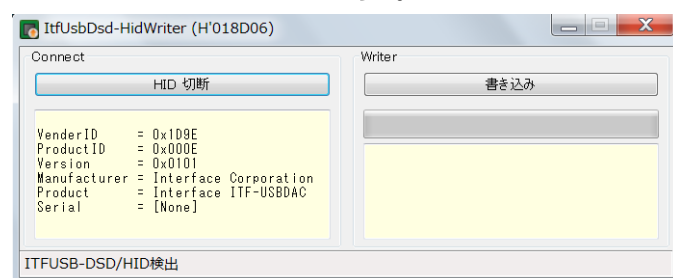 ItfUsbDsd-HidWriter (H'018D06)
Connect
HID 切断
VenderID = 0x1D9E
ProductID = 0x000E
Version = 0x0101
Manufacturer = Interface Corporation
Product = Interface ITF-USBDAC
Serial = [None]
Writer
書き込み
ITFUSB-DSD/HID検出